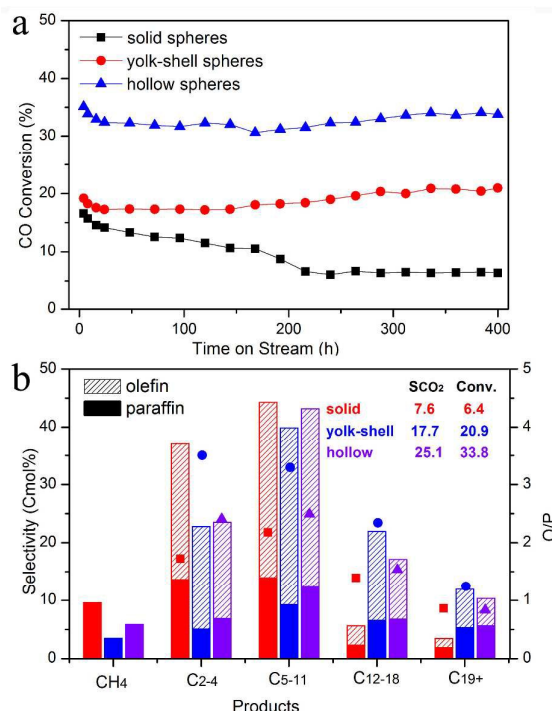 a
solid spheres
yolk-shell spheres
hollow spheres
CO Conversion (%)
50
40
30
20
10
0
0 100 200 300 400
Time on Stream (h)
b
olefin
paraffin
SCO2 Conv.
solid 7.6 6.4
yolk-shell 17.7 20.9
hollow 25.1 33.8
Selectivity (Cmol%)
50
40
30
20
10
0
O/P
5
4
3
2
1
0
CH4 C2-4 C5-11 C12-18 C19+
Products